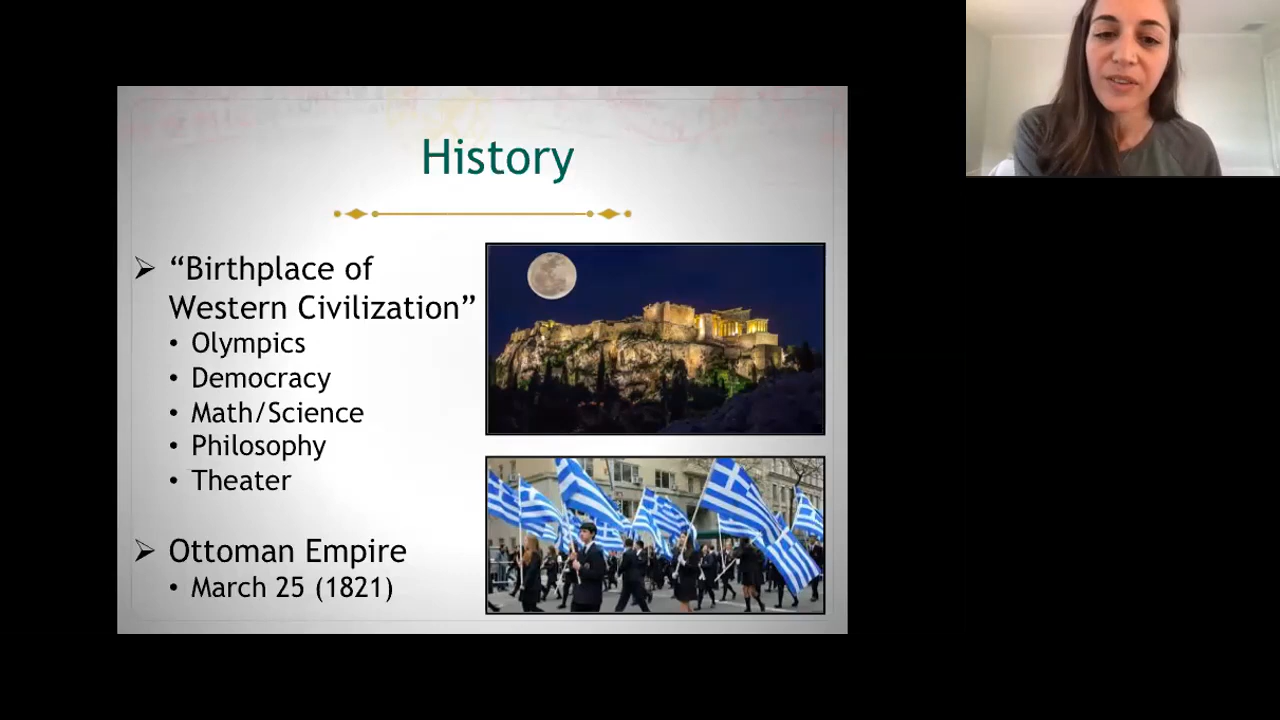 History
➢ “Birthplace of
Western Civilization”
• Olympics
• Democracy
• Math/Science
• Philosophy
• Theater
➢ Ottoman Empire
• March 25 (1821)